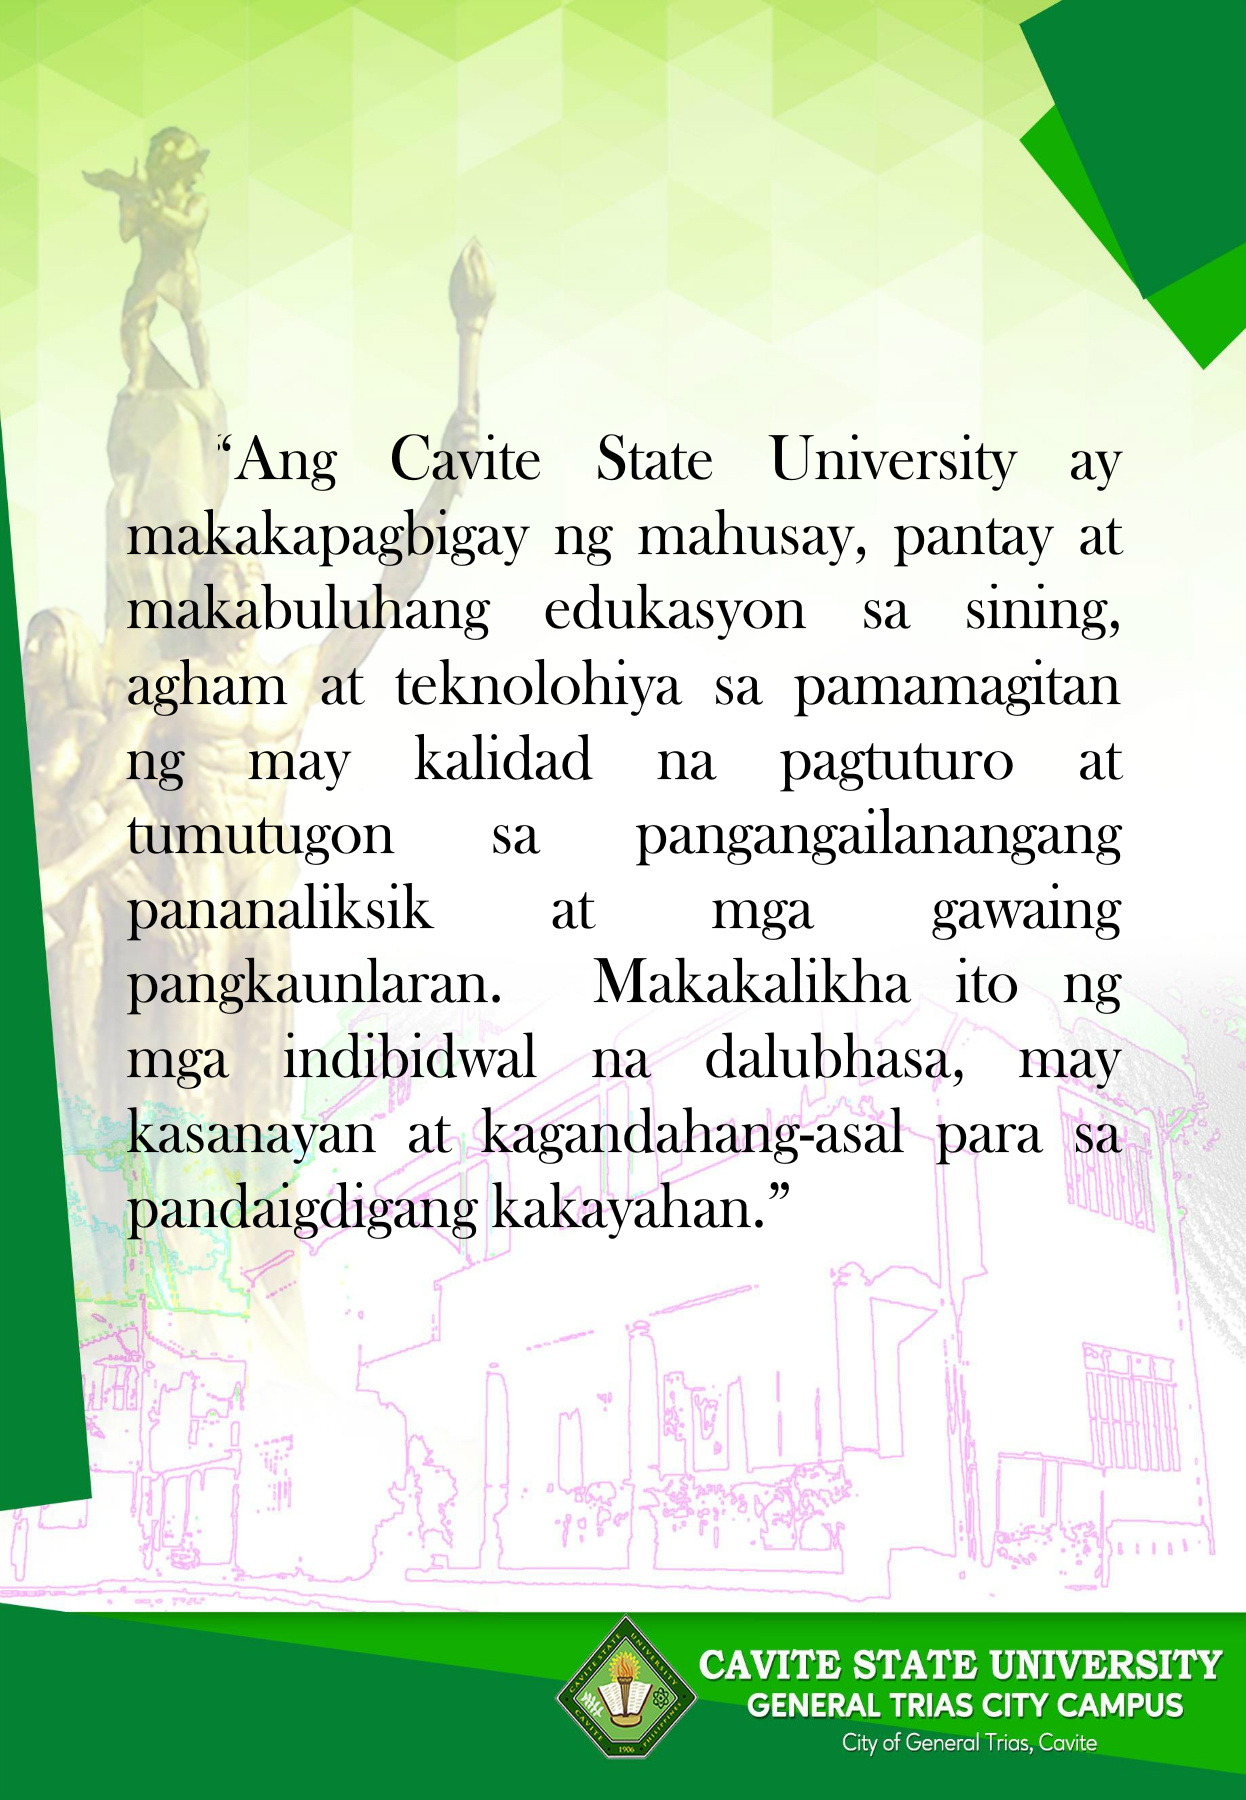 “Ang Cavite State University ay
makakapagbigay ng mahusay, pantay at
makabuluhang edukasyon sa sining,
agham at teknolohiya sa pamamagitan
ng may kalidad na pagtuturo at
tumutugon sa pangangailanangang
pananaliksik at mga gawaing
pangkaunlaran. Makakalikha ito ng
mga indibidwal na dalubhasa, may
kasanayan at kagandahang-asal para sa
pandaigdigang kakayahan.”
CAVITE STATE UNIVERSITY
CAVITE PHILIPPINES
1906
CAVITE STATE UNIVERSITY
GENERAL TRIAS CITY CAMPUS
City of General Trias, Cavite